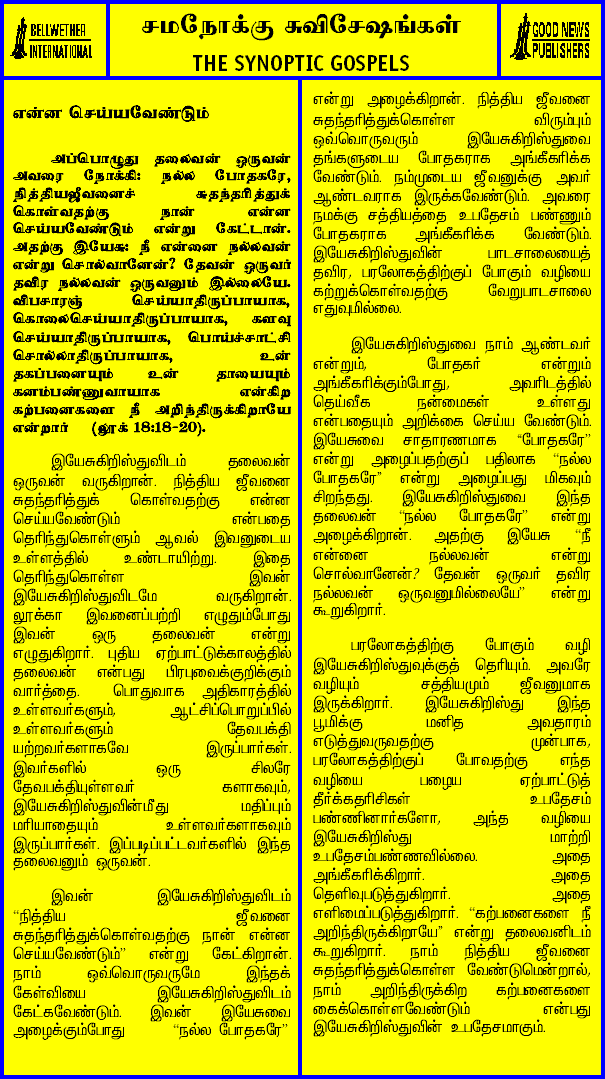 BELLWETHER
INTERNATIONAL
சமநோக்கு சுவிசேஷங்கள்
THE SYNOPTIC GOSPELS
GOOD NEWS
PUBLISHERS
என்ன செய்யவேண்டும்
அப்பொழுது தலைவன் ஒருவன்
அவரை நோக்கி: நல்ல போதகரே,
நித்தியஜீவனைச் சுதந்தரித்துக்
கொள்வதற்கு நான் என்ன
செய்யவேண்டும் என்று கேட்டான்.
அதற்கு இயேசு: நீ என்னை நல்லவன்
என்று சொல்வானேன்? தேவன் ஒருவர்
தவிர நல்லவன் ஒருவனும் இல்லையே.
விபசாரஞ் செய்யாதிருப்பாயாக,
கொலைசெய்யாதிருப்பாயாக, களவு
செய்யாதிருப்பாயாக, பொய்ச்சாட்சி
சொல்லாதிருப்பாயாக, உன்
தகப்பனையும் உன் தாயையும்
கனம்பண்ணுவாயாக என்கிற
கற்பனைகளை நீ அறிந்திருக்கிறாயே
என்றார் (லூக் 18:18-20).
இயேசுகிறிஸ்துவிடம் தலைவன்
ஒருவன் வருகிறான். நித்திய ஜீவனை
சுதந்தரித்துக் கொள்வதற்கு என்ன
செய்யவேண்டும் என்பதை
தெரிந்துகொள்ளும் ஆவல் இவனுடைய
உள்ளத்தில் உண்டாயிற்று. இதை
தெரிந்துகொள்ள இவன்
இயேசுகிறிஸ்துவிடமே வருகிறான்.
லூக்கா இவனைப்பற்றி எழுதும்போது
இவன் ஒரு தலைவன் என்று
எழுதுகிறார். புதிய ஏற்பாட்டுக்காலத்தில்
தலைவன் என்பது பிரபுவைக்குறிக்கும்
வார்த்தை. பொதுவாக அதிகாரத்தில்
உள்ளவர்களும், ஆட்சிப்பொறுப்பில்
உள்ளவர்களும் தேவபக்தி
யற்றவர்களாகவே இருப்பார்கள்.
இவர்களில் ஒரு சிலரே
தேவபக்தியுள்ளவர் களாகவும்,
இயேசுகிறிஸ்துவின்மீது மதிப்பும்
மரியாதையும் உள்ளவர்களாகவும்
இருப்பார்கள். இப்படிப்பட்டவர்களில் இந்த
தலைவனும் ஒருவன்.
இவன் இயேசுகிறிஸ்துவிடம்
“நித்திய ஜீவனை
சுதந்தரித்துக்கொள்வதற்கு நான் என்ன
செய்யவேண்டும்” என்று கேட்கிறான்.
நாம் ஒவ்வொருவருமே இந்தக்
கேள்வியை இயேசுகிறிஸ்துவிடம்
கேட்கவேண்டும். இவன் இயேசுவை
அழைக்கும்போது “நல்ல போதகரே”
என்று அழைக்கிறான். நித்திய ஜீவனை
சுதந்தரித்துக்கொள்ள விரும்பும்
ஒவ்வொருவரும் இயேசுகிறிஸ்துவை
தங்களுடைய போதகராக அங்கீகரிக்க
வேண்டும். நம்முடைய ஜீவனுக்கு அவர்
ஆண்டவராக இருக்கவேண்டும். அவரை
நமக்கு சத்தியத்தை உபதேசம் பண்ணும்
போதகராக அங்கீகரிக்க வேண்டும்.
இயேசுகிறிஸ்துவின் பாடசாலையைத்
தவிர, பரலோகத்திற்குப் போகும் வழியை
கற்றுக்கொள்வதற்கு வேறுபாடசாலை
எதுவுமில்லை.
இயேசுகிறிஸ்துவை நாம் ஆண்டவர்
என்றும், போதகர் என்றும்
அங்கீகரிக்கும்போது, அவரிடத்தில்
தெய்வீக நன்மைகள் உள்ளது
என்பதையும் அறிக்கை செய்ய வேண்டும்.
இயேசுவை சாதாரணமாக “போதகரே”
என்று அழைப்பதற்குப் பதிலாக “நல்ல
போதகரே” என்று அழைப்பது மிகவும்
சிறந்தது. இயேசுகிறிஸ்துவை இந்த
தலைவன் “நல்ல போதகரே” என்று
அழைக்கிறான். அதற்கு இயேசு “நீ
என்னை நல்லவன் என்று
சொல்வானேன்? தேவன் ஒருவர் தவிர
நல்லவன் ஒருவனுமில்லையே” என்று
கூறுகிறார்.
பரலோகத்திற்கு போகும் வழி
இயேசுகிறிஸ்துவுக்குத் தெரியும். அவரே
வழியும் சத்தியமும் ஜீவனுமாக
இருக்கிறார். இயேசுகிறிஸ்து இந்த
பூமிக்கு மனித அவதாரம்
எடுத்துவருவதற்கு முன்பாக,
பரலோகத்திற்குப் போவதற்கு எந்த
வழியை பழைய ஏற்பாட்டுத்
தீர்க்கதரிசிகள் உபதேசம்
பண்ணினார்களோ, அந்த வழியை
இயேசுகிறிஸ்து மாற்றி
உபதேசம்பண்ணவில்லை. அதை
அங்கீகரிக்கிறார். அதை
தெளிவுபடுத்துகிறார். அதை
எளிமைப்படுத்துகிறார். “கற்பனைகளை நீ
அறிந்திருக்கிறாயே” என்று தலைவனிடம்
கூறுகிறார். நாம் நித்திய ஜீவனை
சுதந்தரித்துக்கொள்ள வேண்டுமென்றால்,
நாம் அறிந்திருக்கிற கற்பனைகளை
கைக்கொள்ளவேண்டும் என்பது
இயேசுகிறிஸ்துவின் உபதேசமாகும்.